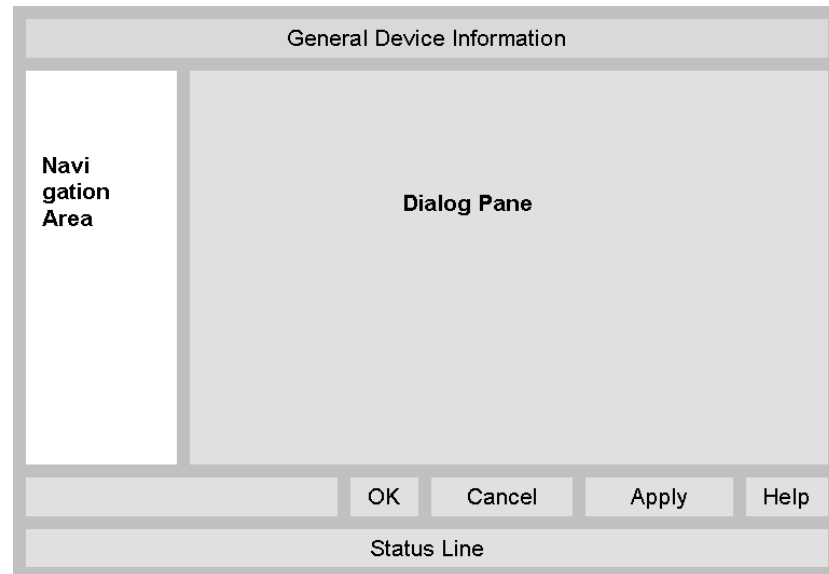 General Device Information
Navi
gation
Area
Dialog Pane
OK Cancel Apply Help
Status Line